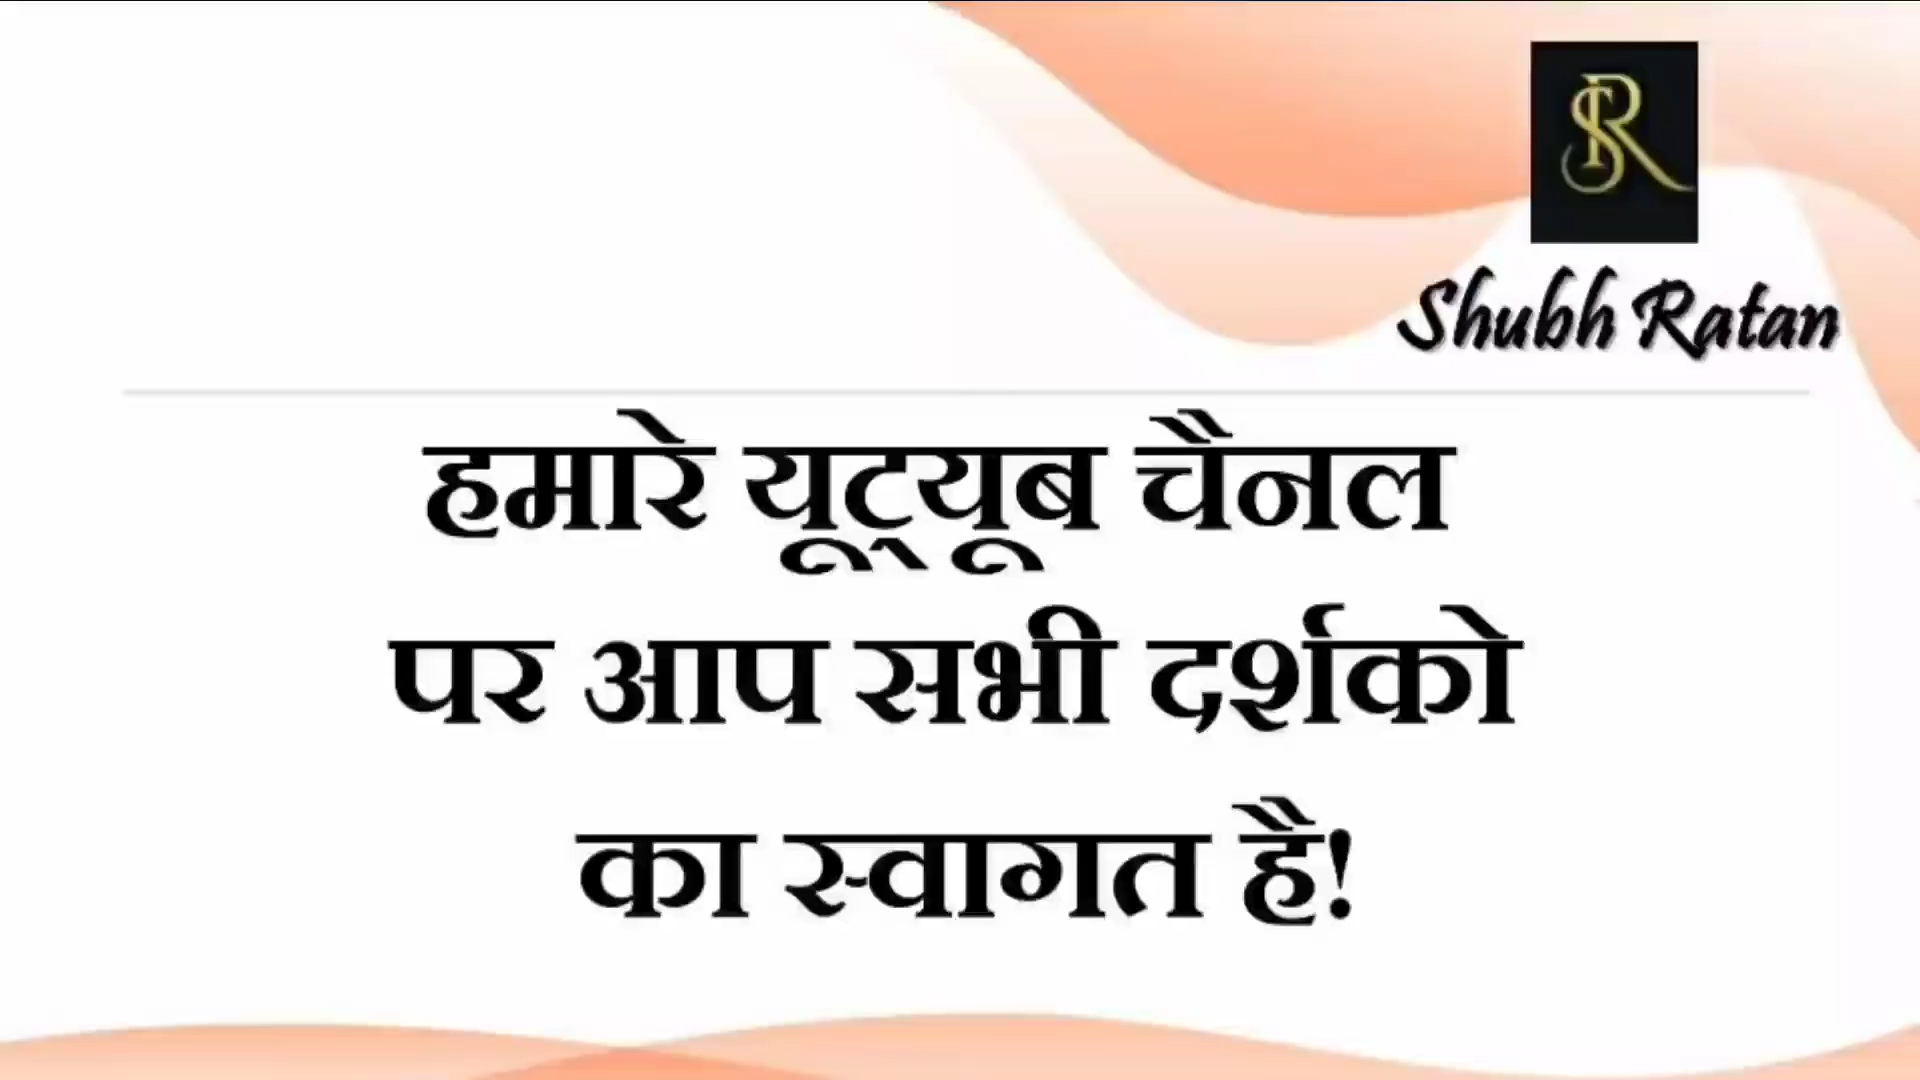 SR
Shubh Ratan
हमारे यूट्यूब चैनल
पर आप सभी दर्शको
का स्वागत है!